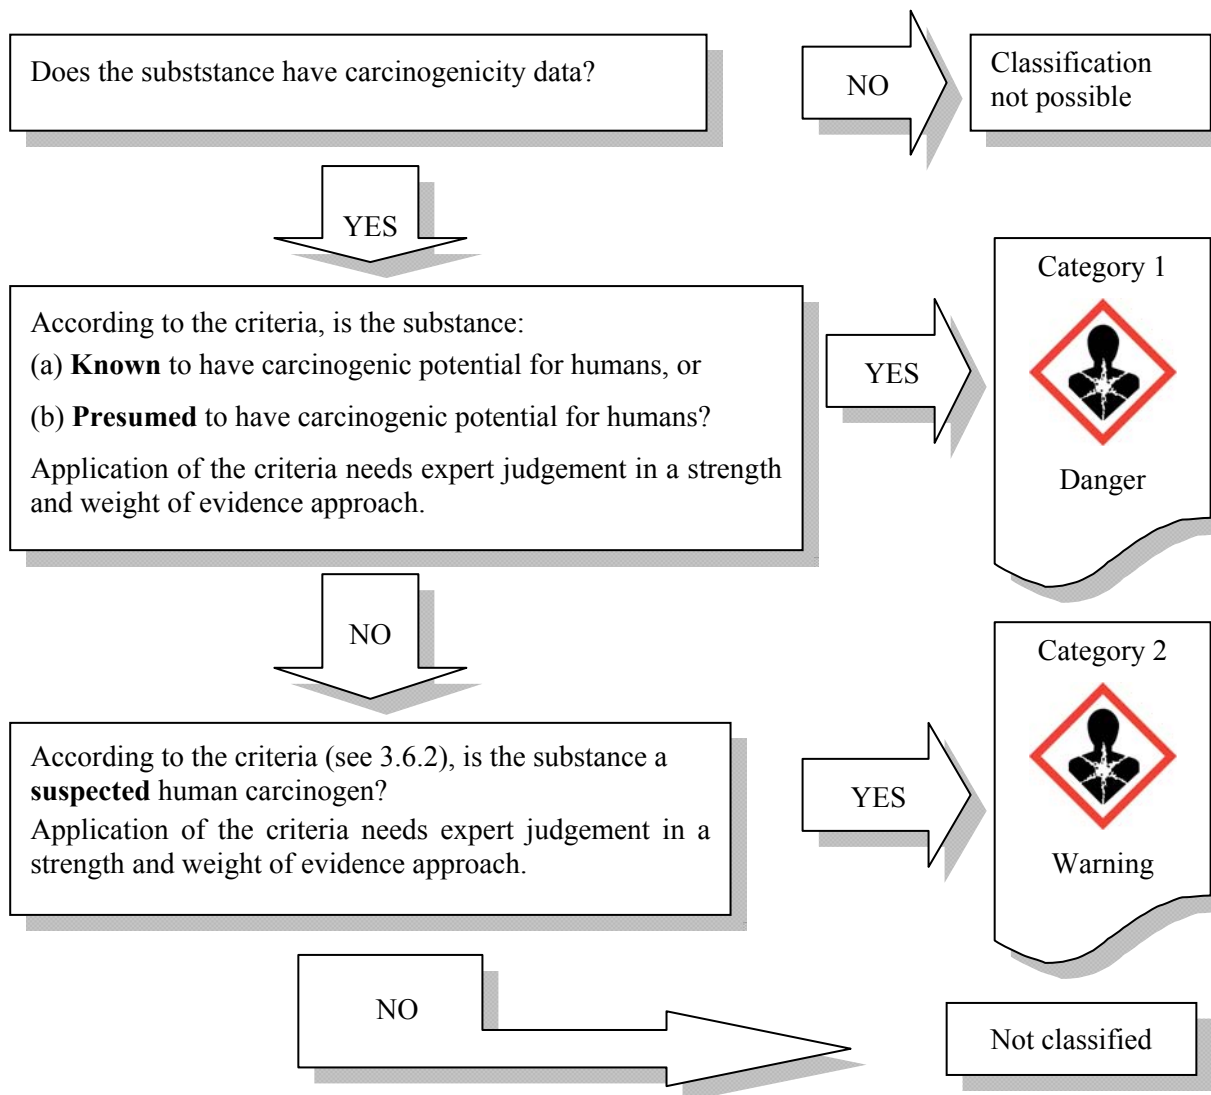 Does the subststance have carcinogenicity data?
NO
Classification
not possible
YES
According to the criteria, is the substance:
(a) Known to have carcinogenic potential for humans, or
(b) Presumed to have carcinogenic potential for humans?
Application of the criteria needs expert judgement in a strength
and weight of evidence approach.
YES
Category 1
Danger
NO
According to the criteria (see 3.6.2), is the substance a
suspected human carcinogen?
Application of the criteria needs expert judgement in a
strength and weight of evidence approach.
YES
Category 2
Warning
NO
Not classified